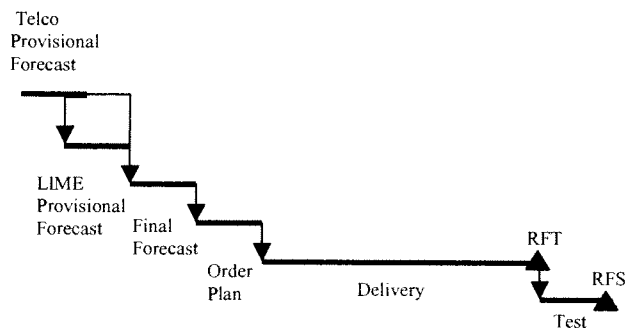 Telco
Provisional
Forecast
LIME
Provisional
Forecast
Final
Forecast
Order
Plan
Delivery
RFT
RFS
Test